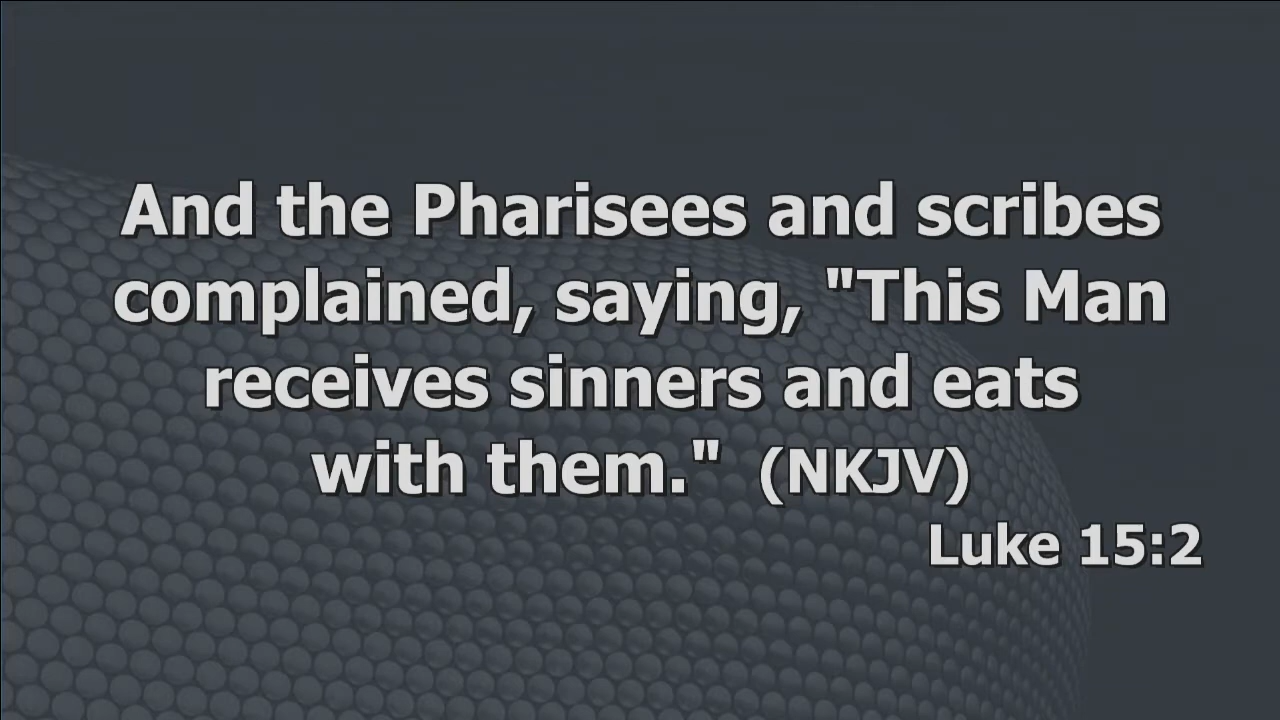 And the Pharisees and scribes
complained, saying, "This Man
receives sinners and eats
with them." (NKJV)
Luke 15:2